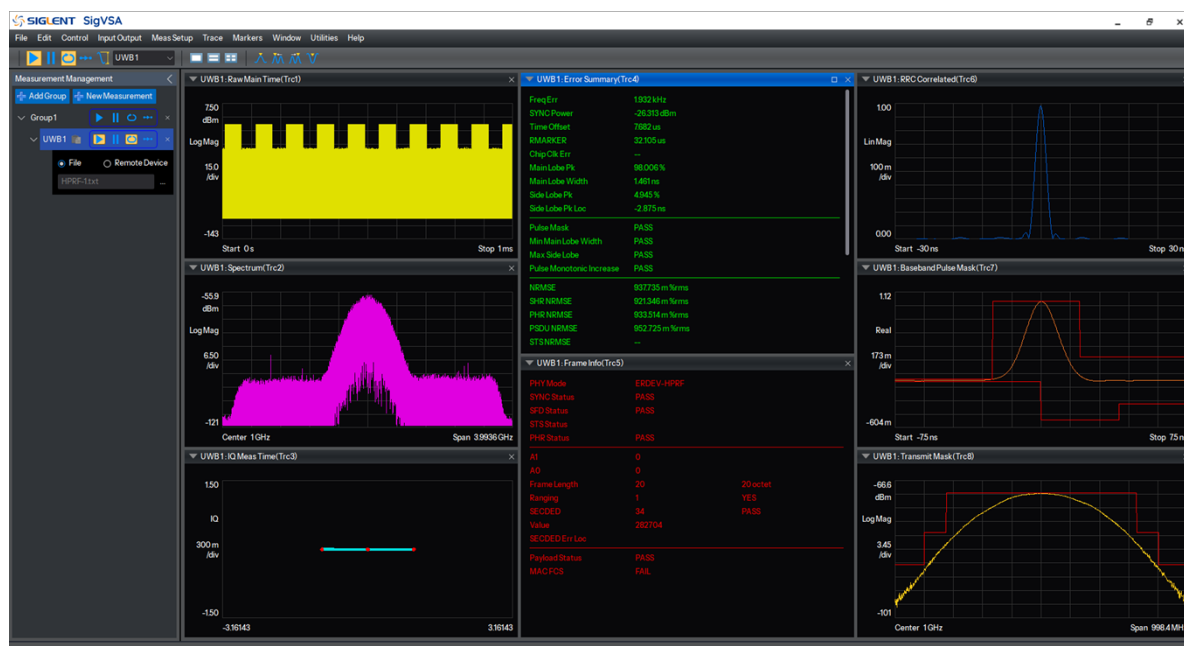 SIGLENT SigVSA
File Edit Control Input Output Meas Setup Trace Markers Window Utilities Help
UWB1
Measurement Management
Add Group New Measurement
Group1
UWB1
File Remote Device
HPRF-1.txt ...
UWB1: Raw Main Time(Trc1)
7.50
dBm
Log Mag
15.0
/div
-143
Start 0 s Stop 1 ms
UWB1: Spectrum(Trc2)
-55.9
dBm
Log Mag
6.50
/div
-121
Center 1 GHz Span 3.9936 GHz
UWB1: IQ Meas Time(Trc3)
1.50
IQ
300 m
/div
-1.50
-3.16143 3.16143
UWB1: Error Summary(Trc4)
Freq Err 1.932 kHz
SYNC Power -26.313 dBm
Time Offset 7.682 us
RMARKER 32.105 us
Chip Clk Err --
Main Lobe Pk 98.006 %
Main Lobe Width 1.461 ns
Side Lobe Pk 4.945 %
Side Lobe Pk Loc -2.875 ns
Pulse Mask PASS
Min Main Lobe Width PASS
Max Side Lobe PASS
Pulse Monotonic Increase PASS
NRMSE 937.735 m %rms
SHR NRMSE 921.346 m %rms
PHR NRMSE 933.514 m %rms
PSDU NRMSE 952.725 m %rms
STS NRMSE --
UWB1: Frame Info(Trc5)
PHY Mode ERDEV-HPRF
SYNC Status PASS
SFD Status PASS
STS Status
PHR Status PASS
A1 0
A0 0
Frame Length 20 20 octet
Ranging 1 YES
SECDED 34 PASS
Value 282704
SECDED Err Loc
Payload Status PASS
MAC FCS FAIL
UWB1: RRC Correlated(Trc6)
1.00
Lin Mag
100 m
/div
0.00
Start -30 ns Stop 30 n
UWB1: Baseband Pulse Mask(Trc7)
1.12
Real
173 m
/div
-604 m
Start -7.5 ns Stop 7.5 n
UWB1: Transmit Mask(Trc8)
-66.6
dBm
Log Mag
3.45
/div
-101
Center 1 GHz Span 998.4 MH